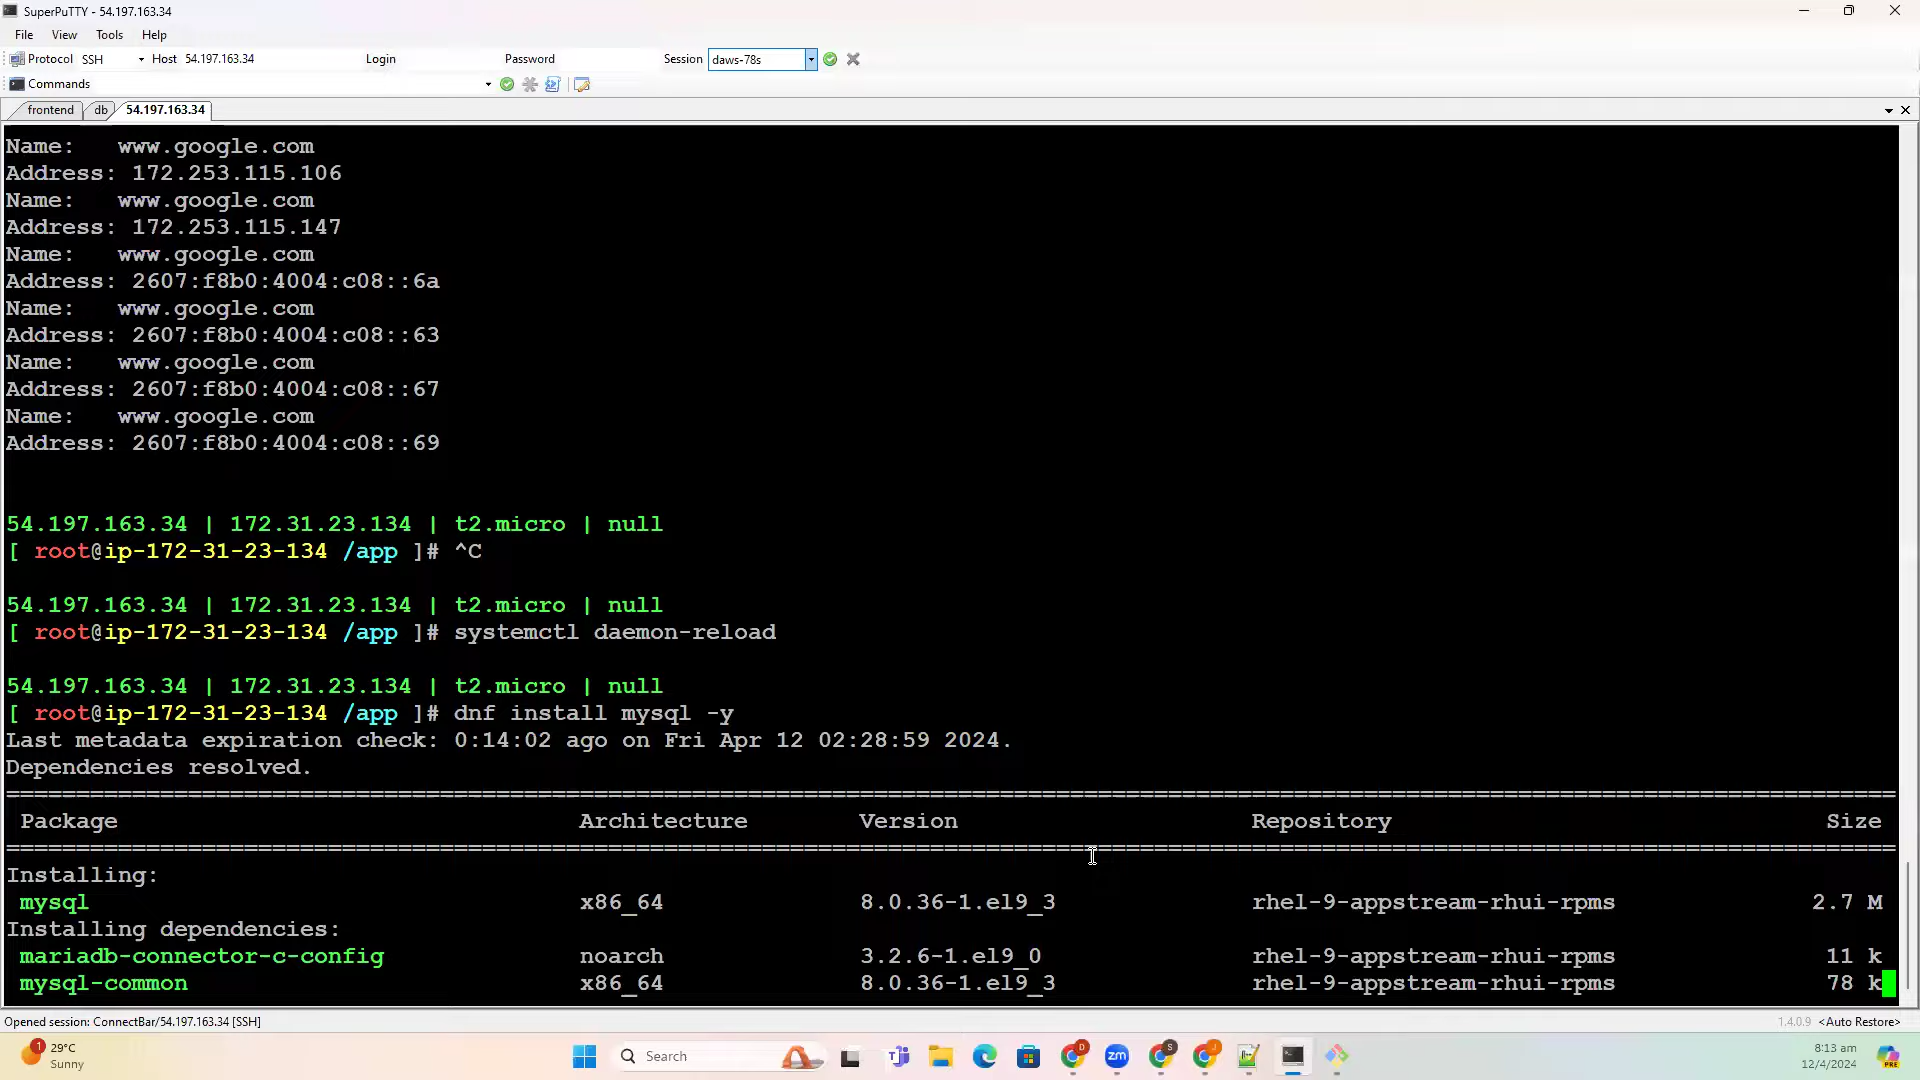 SuperPuTTY - 54.197.163.34
File View Tools Help
Protocol SSH Host 54.197.163.34 Login Password Session daws-78s
Commands
frontend db 54.197.163.34
Name: www.google.com
Address: 172.253.115.106
Name: www.google.com
Address: 172.253.115.147
Name: www.google.com
Address: 2607:f8b0:4004:c08::6a
Name: www.google.com
Address: 2607:f8b0:4004:c08::63
Name: www.google.com
Address: 2607:f8b0:4004:c08::67
Name: www.google.com
Address: 2607:f8b0:4004:c08::69
54.197.163.34 | 172.31.23.134 | t2.micro | null
[ root@ip-172-31-23-134 /app ]# ^C
54.197.163.34 | 172.31.23.134 | t2.micro | null
[ root@ip-172-31-23-134 /app ]# systemctl daemon-reload
54.197.163.34 | 172.31.23.134 | t2.micro | null
[ root@ip-172-31-23-134 /app ]# dnf install mysql -y
Last metadata expiration check: 0:14:02 ago on Fri Apr 12 02:28:59 2024.
Dependencies resolved.
Package Architecture Version Repository Size
Installing:
mysql x86_64 8.0.36-1.el9_3 rhel-9-appstream-rhui-rpms 2.7 M
Installing dependencies:
mariadb-connector-c-config noarch 3.2.6-1.el9_0 rhel-9-appstream-rhui-rpms 11 k
mysql-common x86_64 8.0.36-1.el9_3 rhel-9-appstream-rhui-rpms 78 k
Opened session: ConnectBar/54.197.163.34 [SSH] 1.4.0.9 <Auto Restore>
1 29°C
Sunny
Search
zm
D
S
J
PRE
8:13 am
12/4/2024